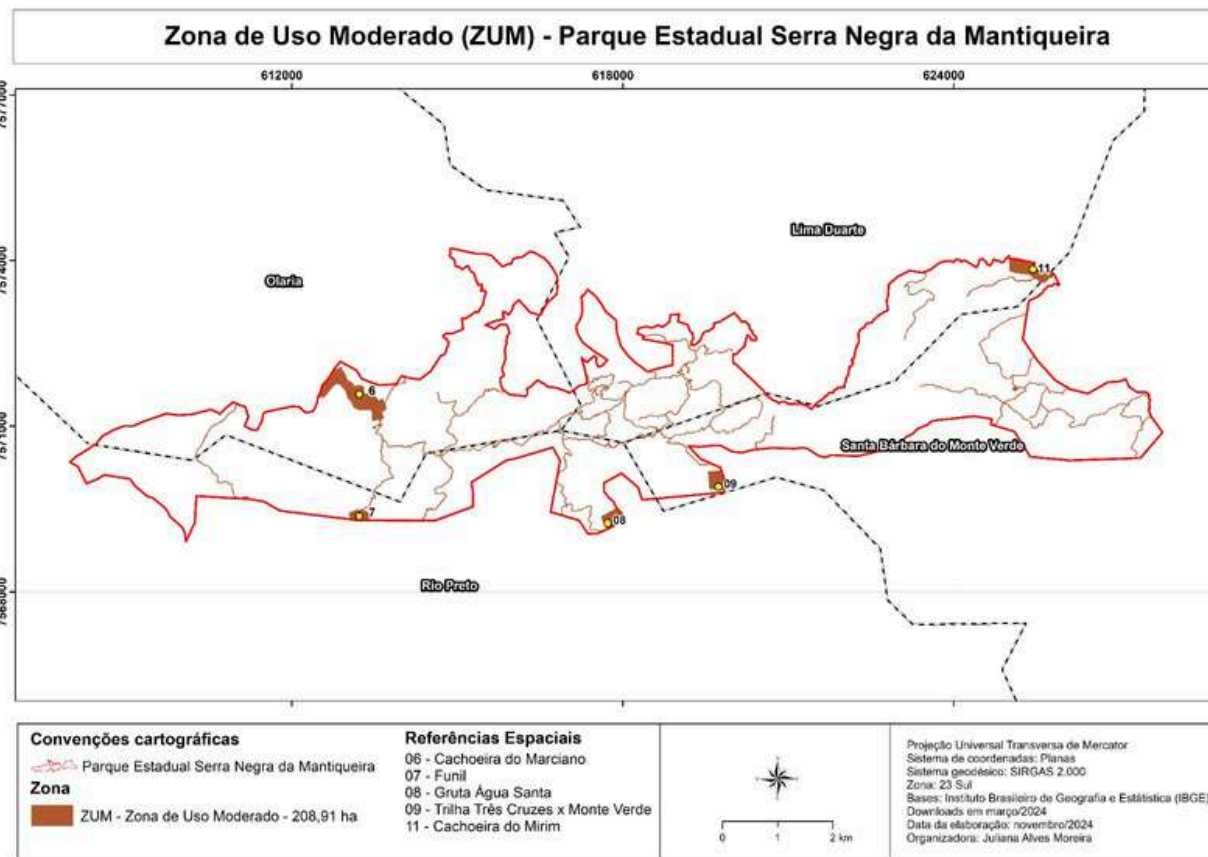 Zona de Uso Moderado (ZUM) - Parque Estadual Serra Negra da Mantiqueira
612000
618000
624000
7577000
7574000
7571000
7568000
Lima Duarte
Olaria
11
6
Santa Bárbara do Monte Verde
09
7
08
Rio Preto
Convenções cartográficas
Parque Estadual Serra Negra da Mantiqueira
Zona
ZUM - Zona de Uso Moderado - 208,91 ha
Referências Espaciais
06 - Cachoeira do Marciano
07 - Funil
08 - Gruta Água Santa
09 - Trilha Três Cruzes x Monte Verde
11 - Cachoeira do Mirim
0 1 2 km
Projeção Universal Transversa de Mercator
Sistema de coordenadas: Planas
Sistema geodésico: SIRGAS 2.000
Zona: 23 Sul
Bases: Instituto Brasileiro de Geografia e Estátistica (IBGE)
Downloads em março/2024
Data da elaboração: novembro/2024
Organizadora: Juliana Alves Moreira